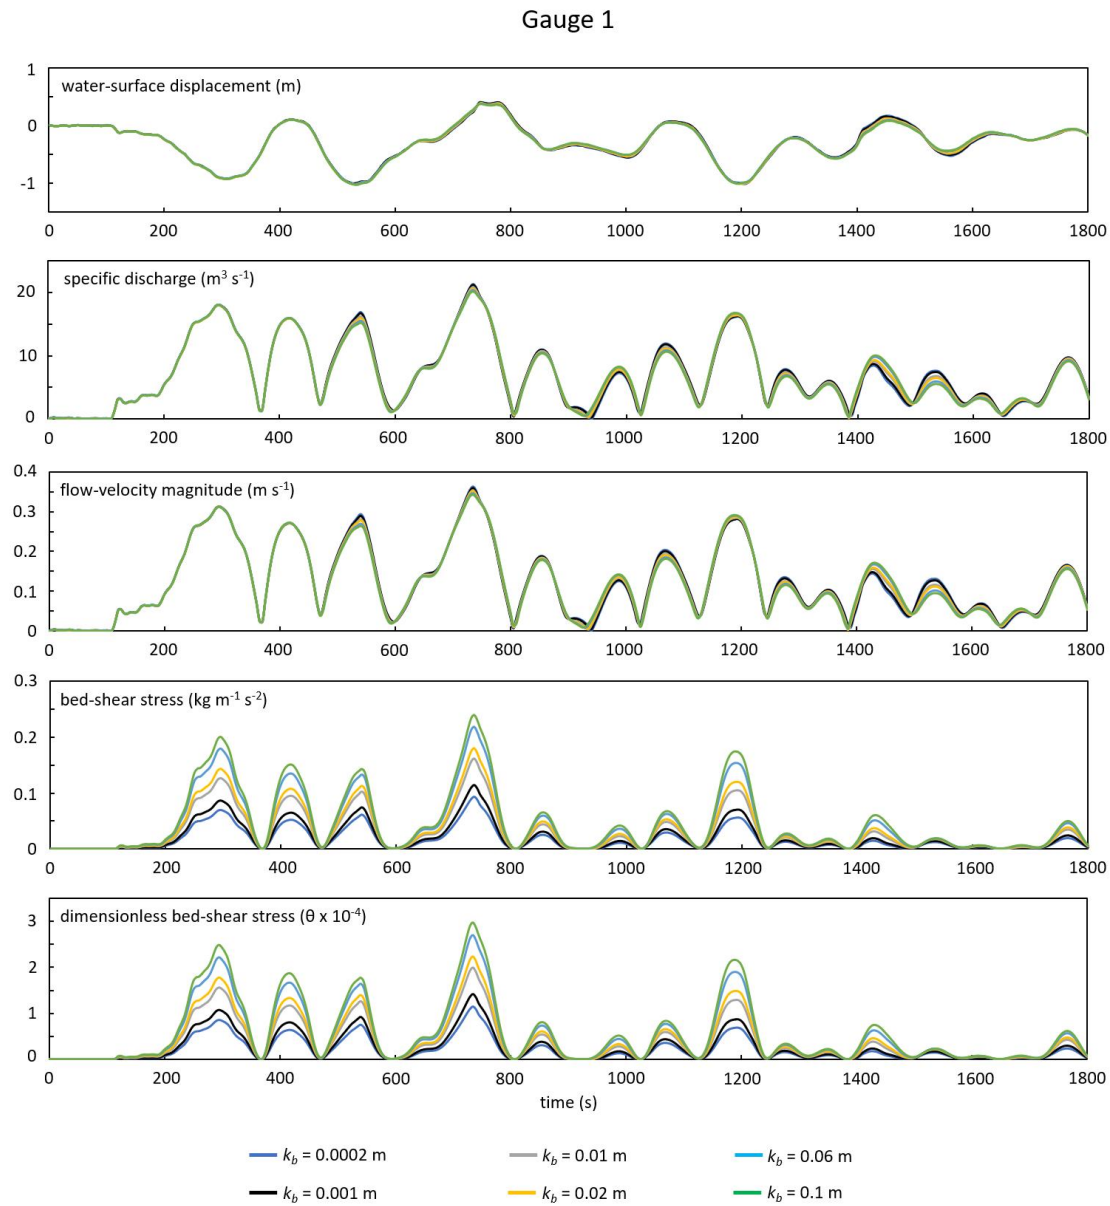 Gauge 1
water-surface displacement (m)
1
0
-1
0 200 400 600 800 1000 1200 1400 1600 1800
specific discharge (m³ s⁻¹)
20
10
0
0 200 400 600 800 1000 1200 1400 1600 1800
flow-velocity magnitude (m s⁻¹)
0.4
0.3
0.2
0.1
0
0 200 400 600 800 1000 1200 1400 1600 1800
bed-shear stress (kg m⁻¹ s⁻²)
0.3
0.2
0.1
0
0 200 400 600 800 1000 1200 1400 1600 1800
dimensionless bed-shear stress (θ x 10⁻⁴)
3
2
1
0
0 200 400 600 800 1000 1200 1400 1600 1800
time (s)
k_b = 0.0002 m k_b = 0.01 m k_b = 0.06 m
k_b = 0.001 m k_b = 0.02 m k_b = 0.1 m